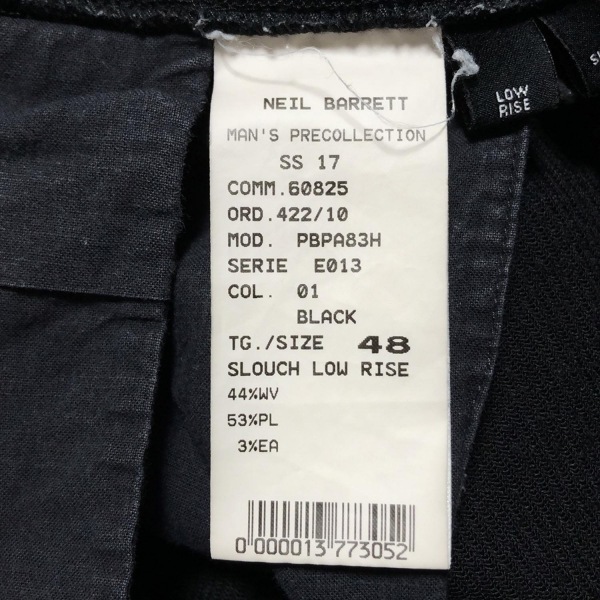 NEIL BARRETT
MAN'S PRECOLLECTION
SS 17
COMM.60825
ORD.422/10
MOD. PBPA83H
SERIE E013
COL. 01
BLACK
TG./SIZE 48
SLOUCH LOW RISE
44%WV
53%PL
3%EA
0 000013 773052
LOW
RISE